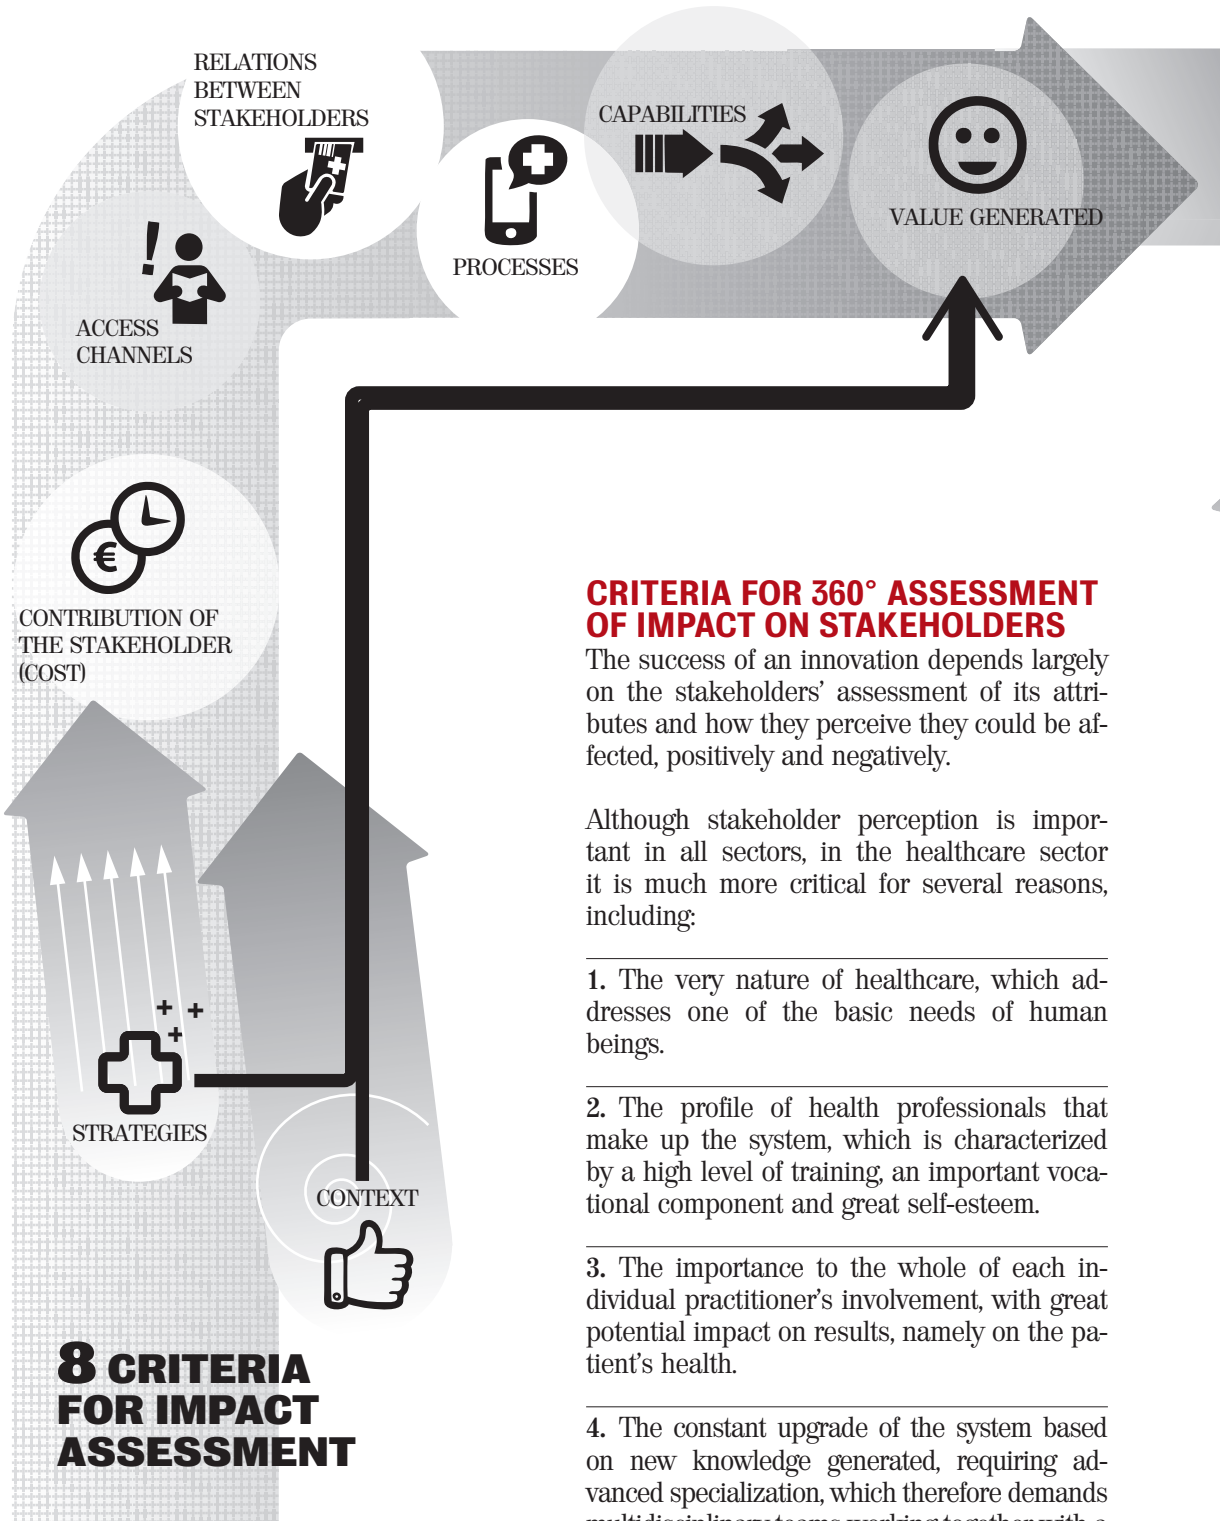 RELATIONS
BETWEEN
STAKEHOLDERS
CAPABILITIES
VALUE GENERATED
PROCESSES
ACCESS
CHANNELS
€
CONTRIBUTION OF
THE STAKEHOLDER
(COST)
STRATEGIES
CONTEXT
8 CRITERIA
FOR IMPACT
ASSESSMENT
CRITERIA FOR 360° ASSESSMENT
OF IMPACT ON STAKEHOLDERS
The success of an innovation depends largely
on the stakeholders’ assessment of its attri-
butes and how they perceive they could be af-
fected, positively and negatively.
Although stakeholder perception is impor-
tant in all sectors, in the healthcare sector
it is much more critical for several reasons,
including:
1. The very nature of healthcare, which ad-
dresses one of the basic needs of human
beings.
2. The profile of health professionals that
make up the system, which is characterized
by a high level of training, an important voca-
tional component and great self-esteem.
3. The importance to the whole of each in-
dividual practitioner’s involvement, with great
potential impact on results, namely on the pa-
tient’s health.
4. The constant upgrade of the system based
on new knowledge generated, requiring ad-
vanced specialization, which therefore demands
multidisciplinary teams working together with a